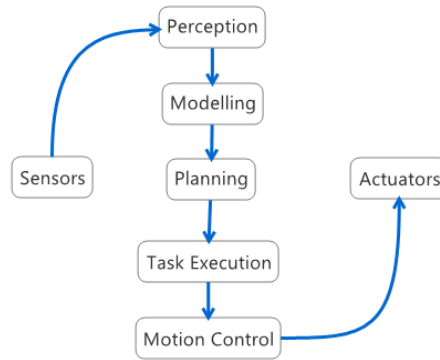 Perception
Modelling
Sensors
Planning
Actuators
Task Execution
Motion Control